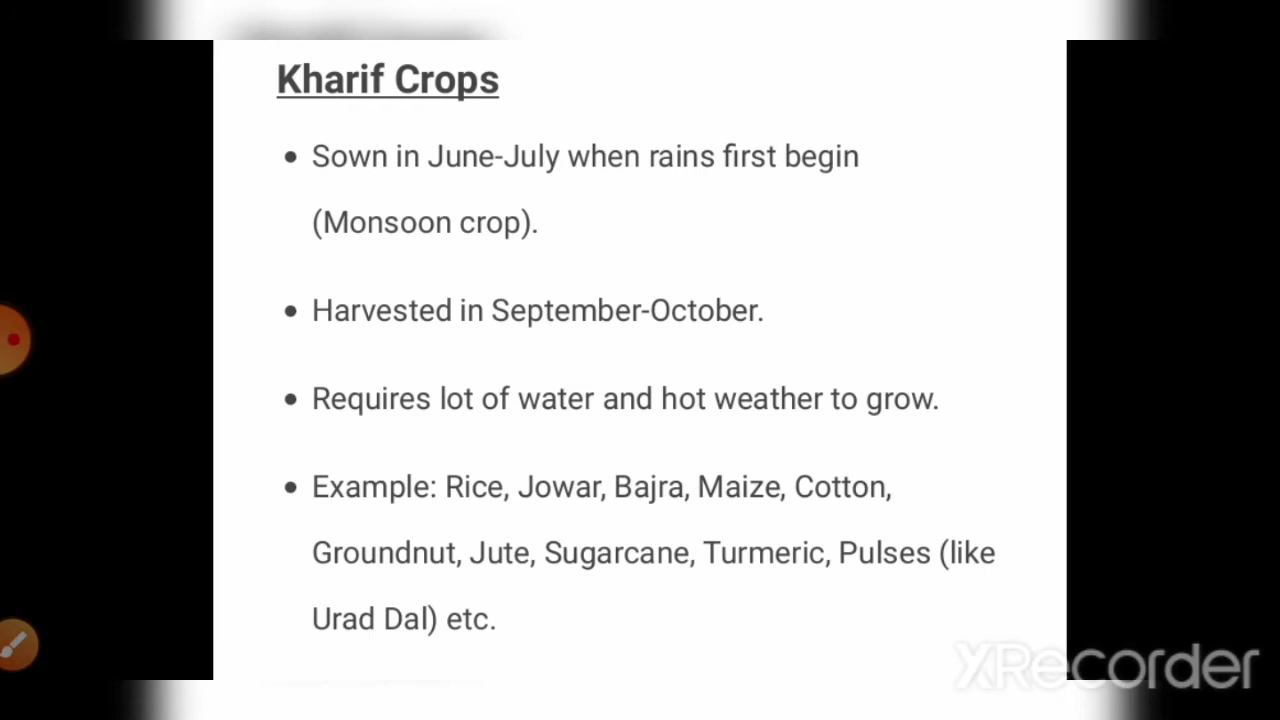 Kharif Crops
• Sown in June-July when rains first begin
(Monsoon crop).
• Harvested in September-October.
• Requires lot of water and hot weather to grow.
• Example: Rice, Jowar, Bajra, Maize, Cotton,
Groundnut, Jute, Sugarcane, Turmeric, Pulses (like
Urad Dal) etc.
XRecorder